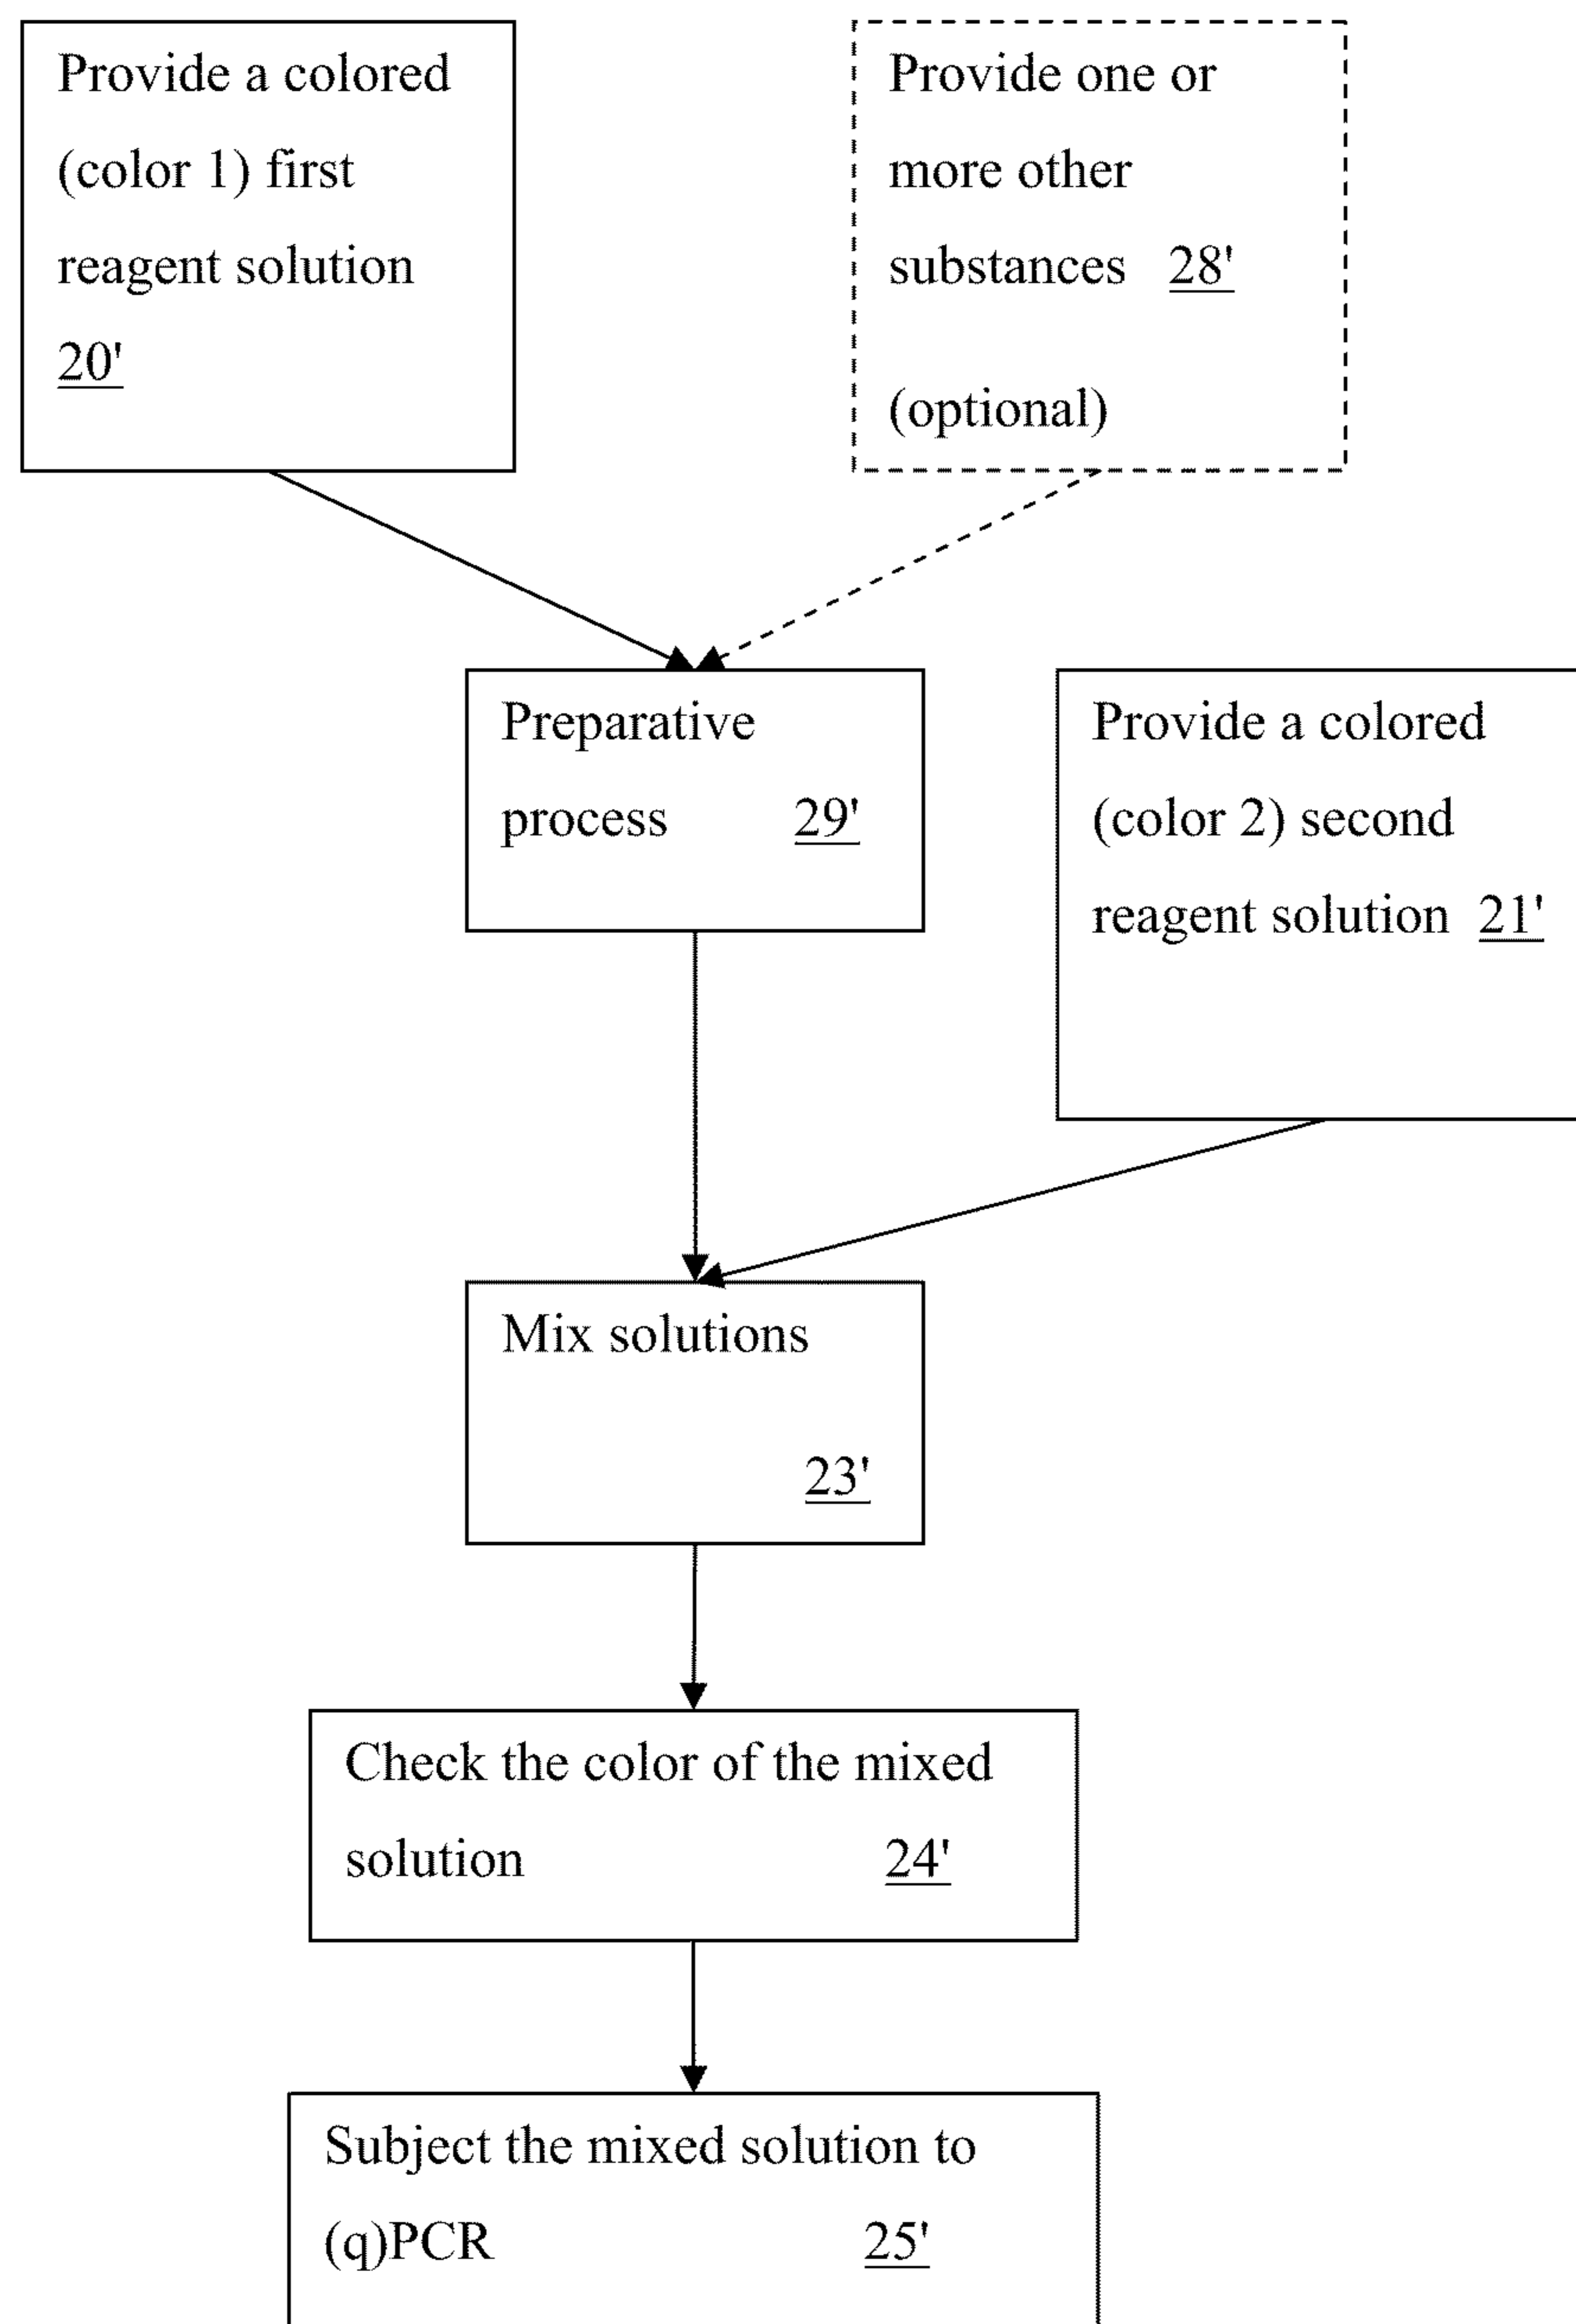 Provide a colored
(color 1) first
reagent solution
20'
Provide one or
more other
substances 28'
(optional)
Preparative
process 29'
Provide a colored
(color 2) second
reagent solution 21'
Mix solutions
23'
Check the color of the mixed
solution 24'
Subject the mixed solution to
(q)PCR 25'